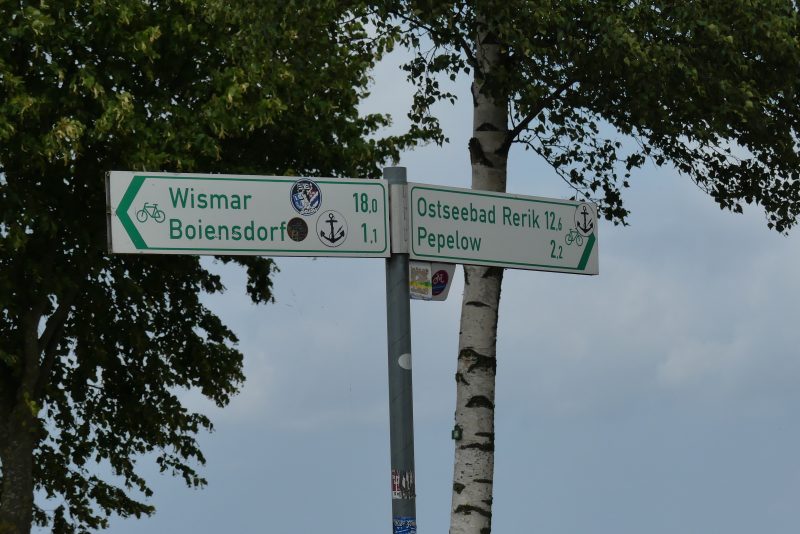 Wismar 18,0
Boiensdorf 1,1
Ostseebad Rerik 12,6
Pepelow 2,2